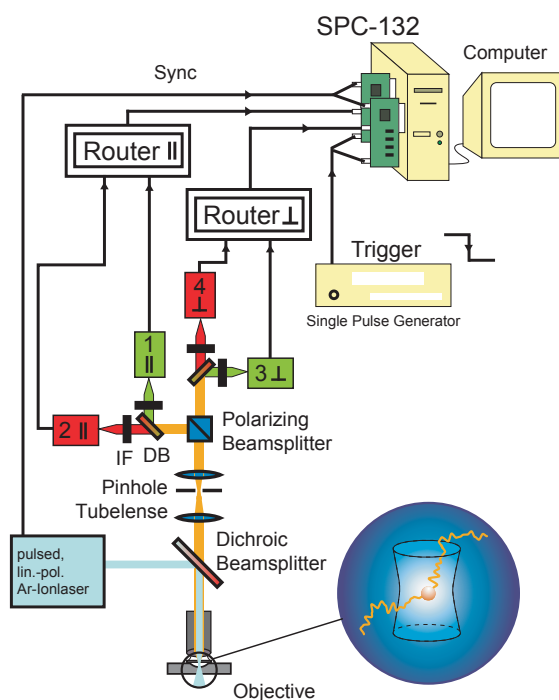 SPC-132
Computer
Sync
Router ||
Router ⊥
Trigger
Single Pulse Generator
4
⊥
1
||
3 ⊥
2 ||
IF
DB
Polarizing
Beamsplitter
Pinhole
Tubelense
Dichroic
Beamsplitter
pulsed,
lin.-pol.
Ar-Ionlaser
Objective